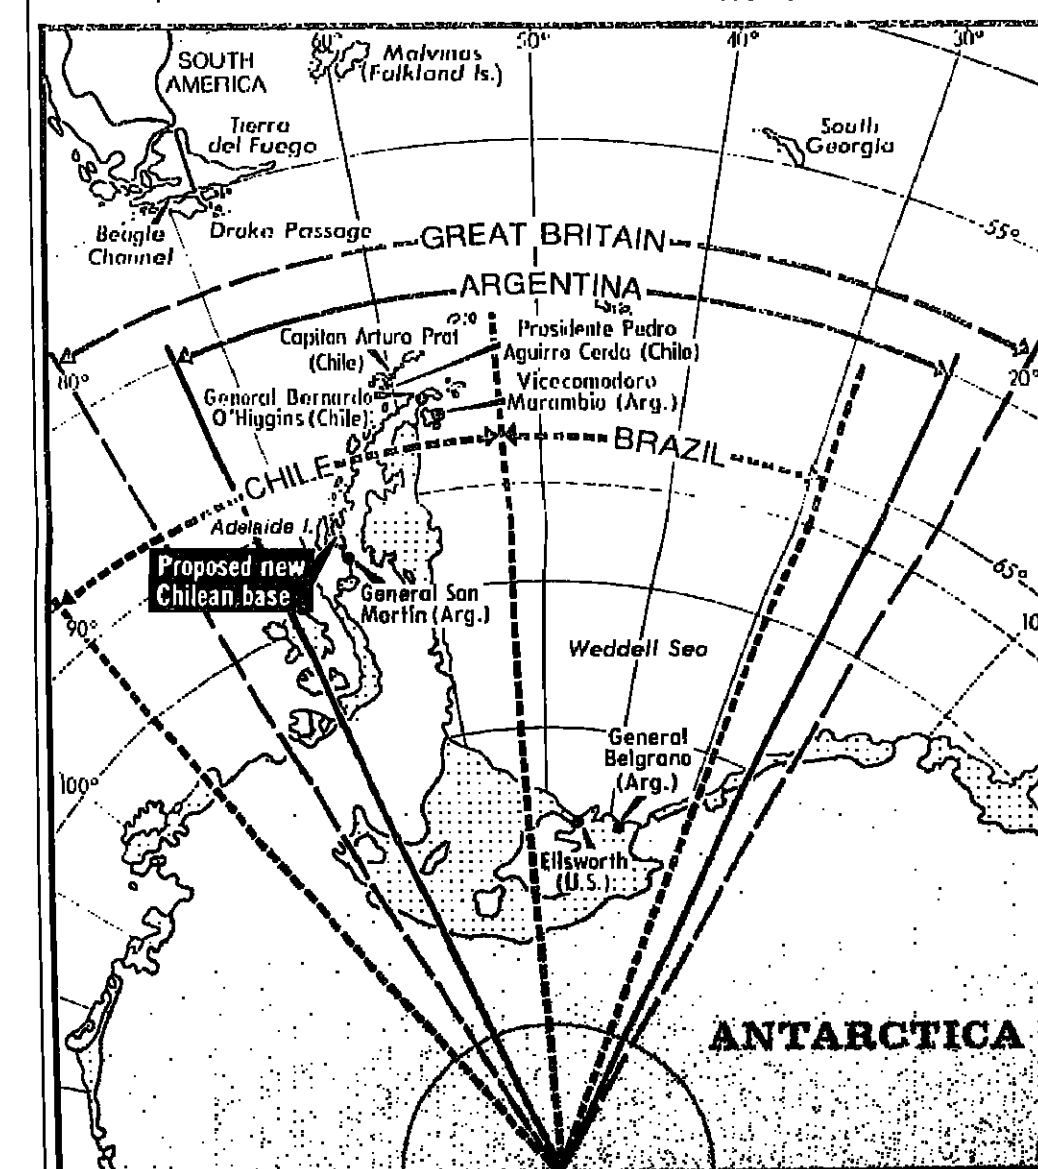 60°
50°
40°
30°
SOUTH
AMERICA
Malvinas
(Falkland Is.)
Tierra
del Fuego
South
Georgia
Beagle
Channel
Drake Passage
55°
GREAT BRITAIN
ARGENTINA
Capitan Arturo Prat
(Chile)
Presidente Pedro
Aguirre Cerda (Chile)
80°
20°
General Bernardo
O'Higgins (Chile)
Vicecomodoro
Marambio (Arg.)
CHILE
BRAZIL
Adelaide I.
Proposed new
Chilean base
General San
Martin (Arg.)
65°
90°
10
Weddell Sea
General
Belgrano
(Arg.)
100°
Ellsworth
(U.S.)
ANTARCTICA